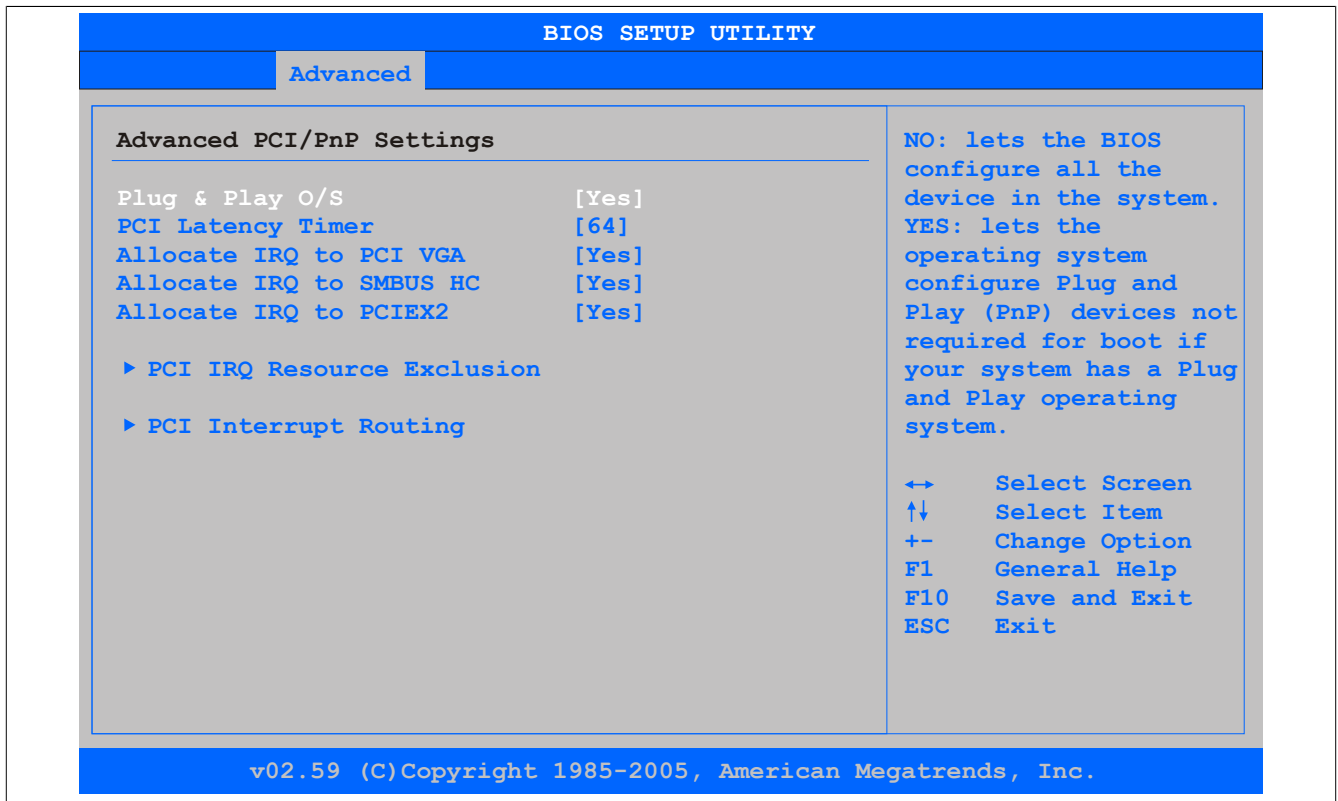 BIOS SETUP UTILITY
Advanced
Advanced PCI/PnP Settings
Plug & Play O/S [Yes]
PCI Latency Timer [64]
Allocate IRQ to PCI VGA [Yes]
Allocate IRQ to SMBUS HC [Yes]
Allocate IRQ to PCIEX2 [Yes]
▶ PCI IRQ Resource Exclusion
▶ PCI Interrupt Routing
NO: lets the BIOS
configure all the
device in the system.
YES: lets the
operating system
configure Plug and
Play (PnP) devices not
required for boot if
your system has a Plug
and Play operating
system.
↔ Select Screen
↑↓ Select Item
+- Change Option
F1 General Help
F10 Save and Exit
ESC Exit
v02.59 (C)Copyright 1985-2005, American Megatrends, Inc.